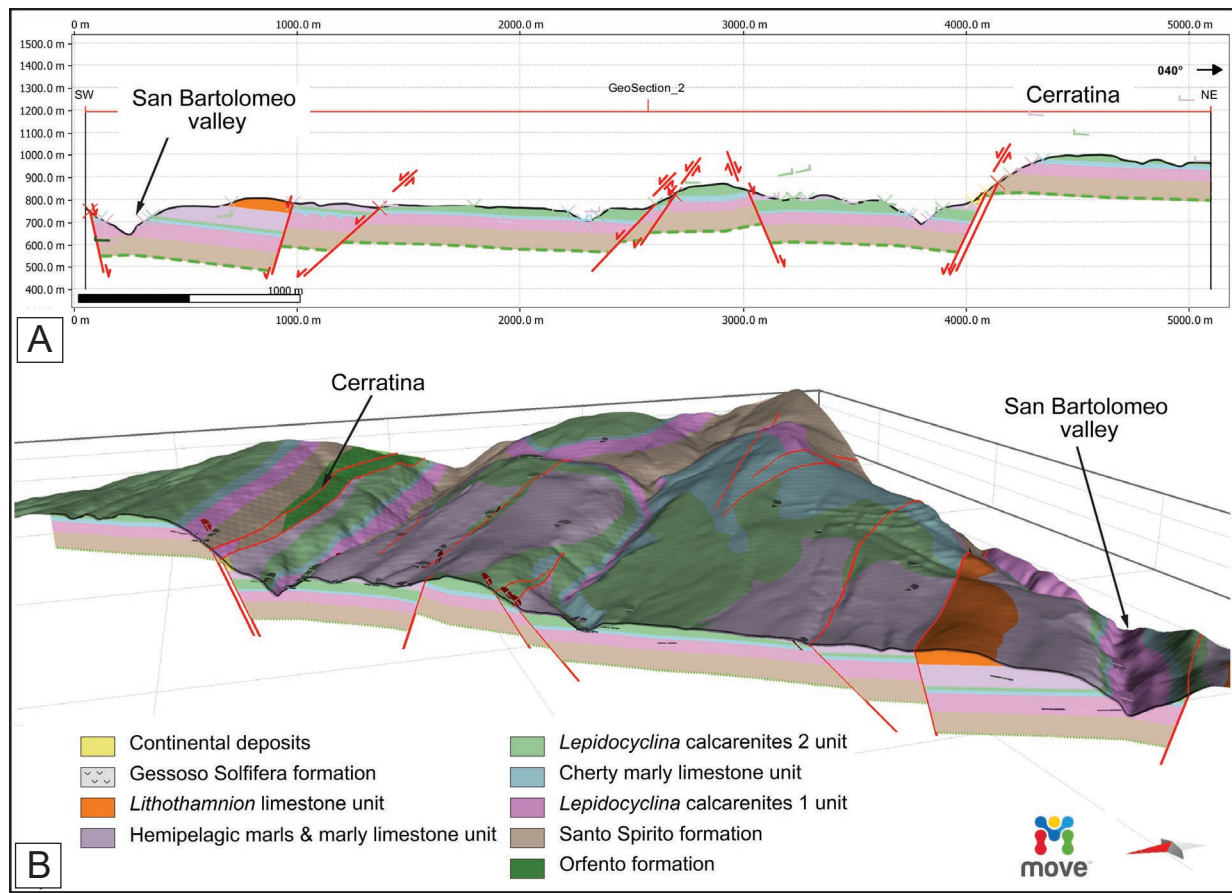 0 m 1000.0 m 2000.0 m 3000.0 m 4000.0 m 5000.0 m
A
1500.0 m
1400.0 m
1300.0 m
1200.0 m
1100.0 m
1000.0 m
900.0 m
800.0 m
700.0 m
600.0 m
500.0 m
400.0 m
040°
SW
GeoSection_2
NE
San Bartolomeo
valley
Cerratina
1000 m
0 m 1000.0 m 2000.0 m 3000.0 m 4000.0 m 5000.0 m
Cerratina
San Bartolomeo
valley
Continental deposits
Gessoso Solfifera formation
Lithothamnion limestone unit
Hemipelagic marls & marly limestone unit
Lepidocyclina calcarenites 2 unit
Cherty marly limestone unit
Lepidocyclina calcarenites 1 unit
Santo Spirito formation
Orfento formation
B
move™